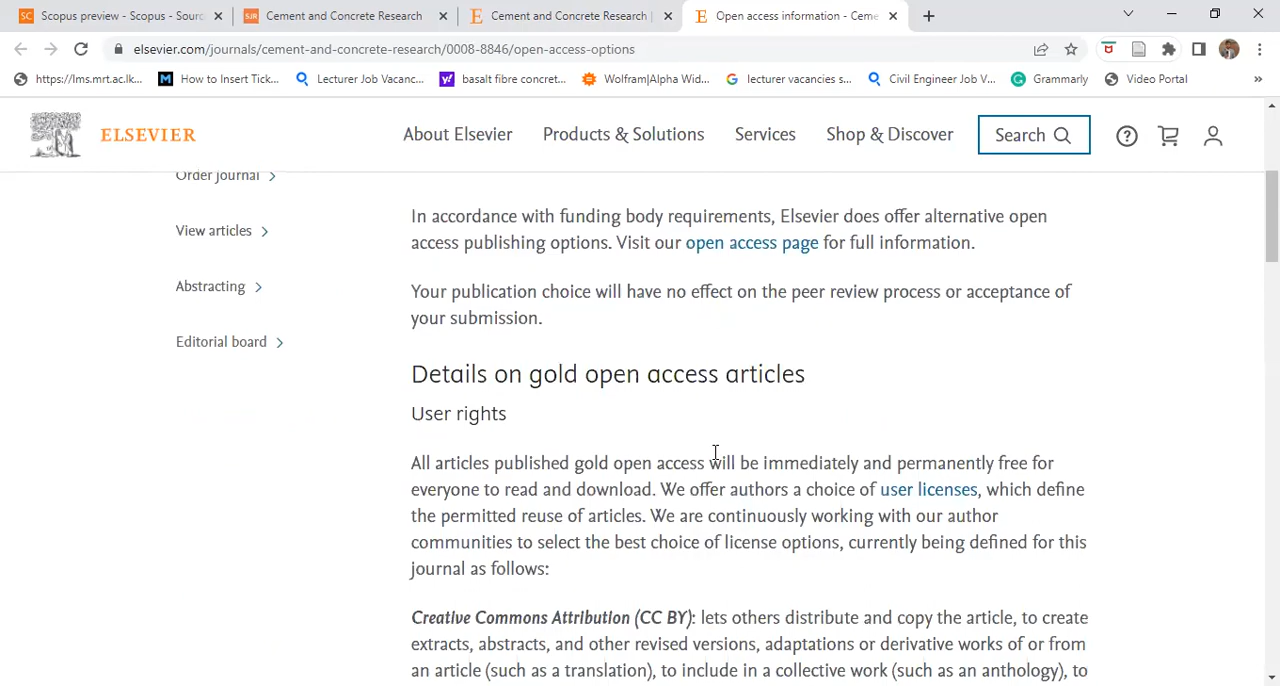 Scopus preview - Scopus - Sourc
Cement and Concrete Research
Cement and Concrete Research |
Open access information - Ceme
elsevier.com/journals/cement-and-concrete-research/0008-8846/open-access-options
https://lms.mrt.ac.lk...
How to Insert Tick...
Lecturer Job Vacanc...
basalt fibre concret...
Wolfram|Alpha Wid...
lecturer vacancies s...
Civil Engineer Job V...
Grammarly
Video Portal
ELSEVIER
About Elsevier
Products & Solutions
Services
Shop & Discover
Search
Order journal
View articles
Abstracting
Editorial board
In accordance with funding body requirements, Elsevier does offer alternative open
access publishing options. Visit our open access page for full information.
Your publication choice will have no effect on the peer review process or acceptance of
your submission.
Details on gold open access articles
User rights
All articles published gold open access will be immediately and permanently free for
everyone to read and download. We offer authors a choice of user licenses, which define
the permitted reuse of articles. We are continuously working with our author
communities to select the best choice of license options, currently being defined for this
journal as follows:
Creative Commons Attribution (CC BY): lets others distribute and copy the article, to create
extracts, abstracts, and other revised versions, adaptations or derivative works of or from
an article (such as a translation), to include in a collective work (such as an anthology), to